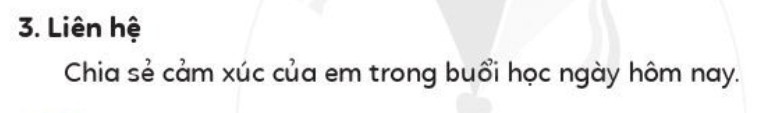 3. Liên hệ
Chia sẻ cảm xúc của em trong buổi học ngày hôm nay.